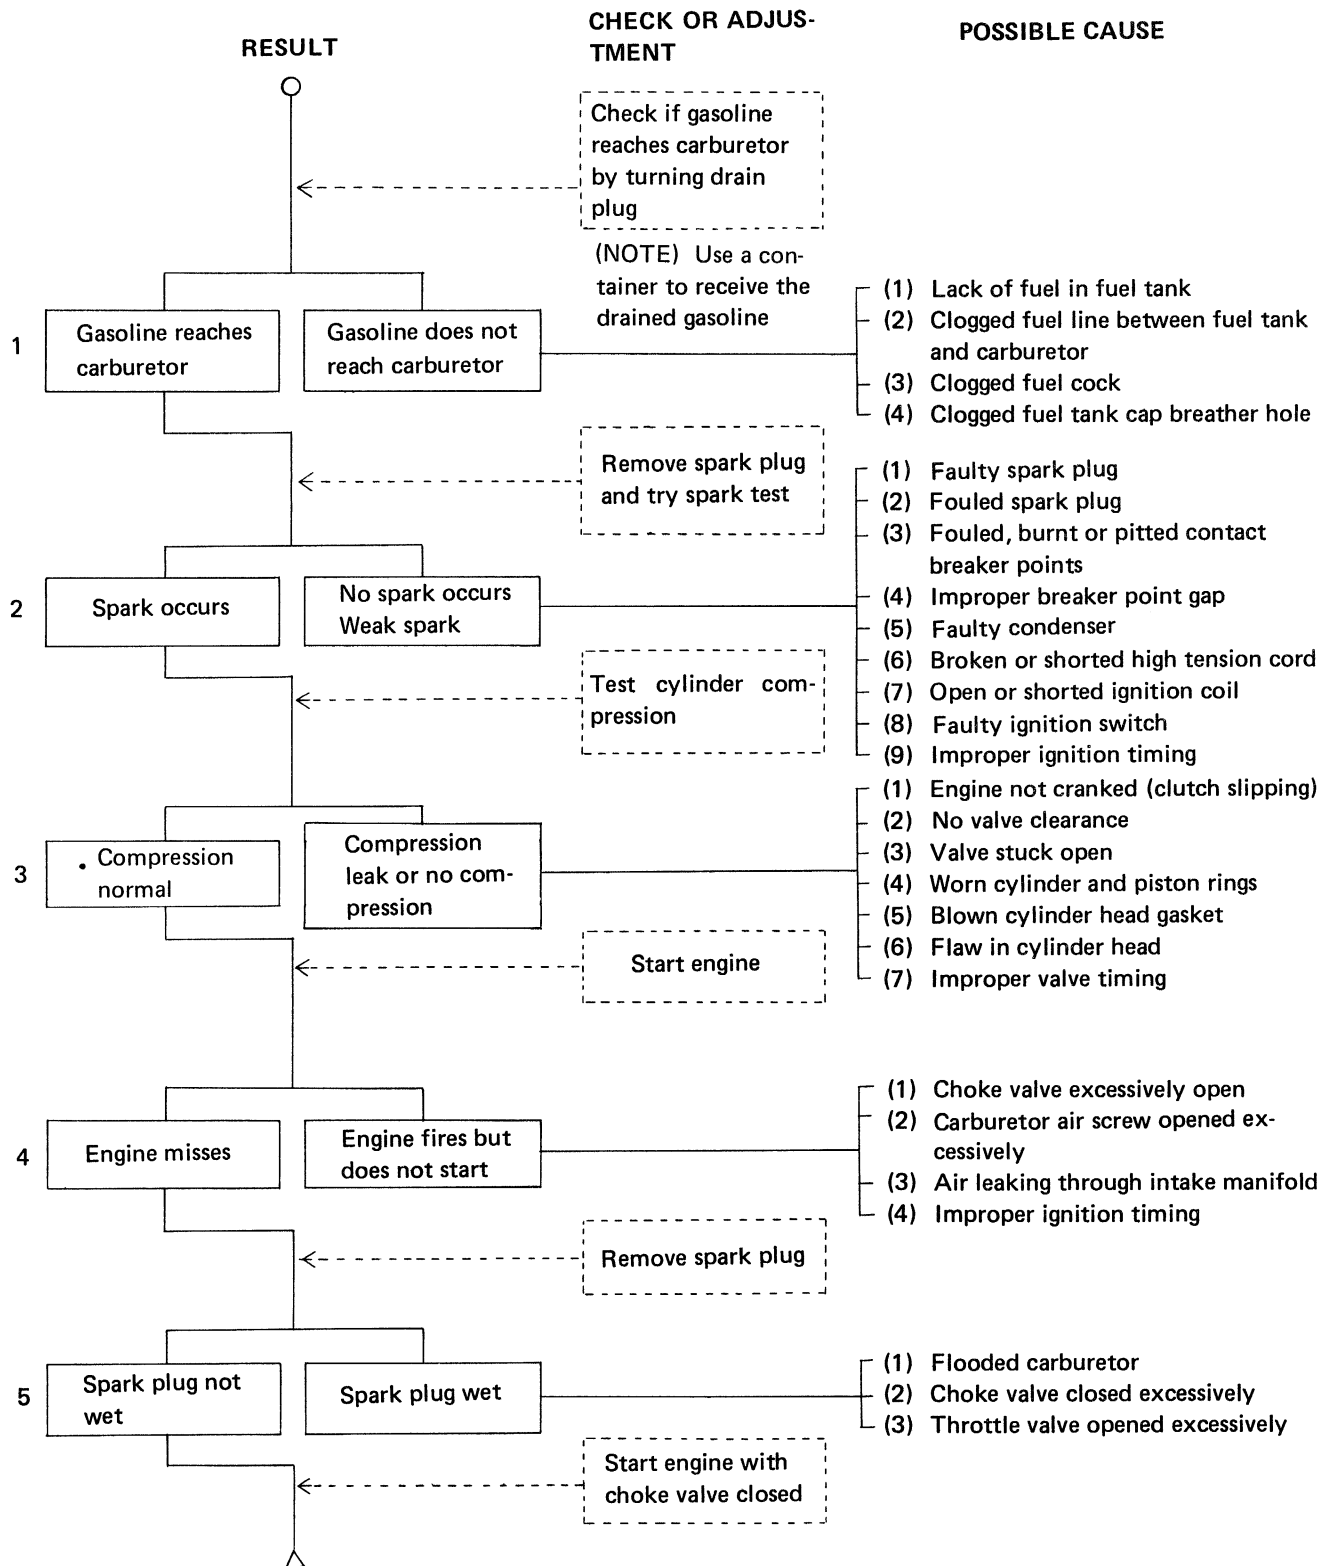 RESULT
CHECK OR ADJUS-
TMENT
POSSIBLE CAUSE
Check if gasoline
reaches carburetor
by turning drain
plug
(NOTE) Use a con-
tainer to receive the
drained gasoline
1
Gasoline reaches
carburetor
Gasoline does not
reach carburetor
(1) Lack of fuel in fuel tank
(2) Clogged fuel line between fuel tank
and carburetor
(3) Clogged fuel cock
(4) Clogged fuel tank cap breather hole
Remove spark plug
and try spark test
2
Spark occurs
No spark occurs
Weak spark
(1) Faulty spark plug
(2) Fouled spark plug
(3) Fouled, burnt or pitted contact
breaker points
(4) Improper breaker point gap
(5) Faulty condenser
(6) Broken or shorted high tension cord
(7) Open or shorted ignition coil
(8) Faulty ignition switch
(9) Improper ignition timing
Test cylinder com-
pression
3
Compression
normal
Compression
leak or no com-
pression
(1) Engine not cranked (clutch slipping)
(2) No valve clearance
(3) Valve stuck open
(4) Worn cylinder and piston rings
(5) Blown cylinder head gasket
(6) Flaw in cylinder head
(7) Improper valve timing
Start engine
4
Engine misses
Engine fires but
does not start
(1) Choke valve excessively open
(2) Carburetor air screw opened ex-
cessively
(3) Air leaking through intake manifold
(4) Improper ignition timing
Remove spark plug
5
Spark plug not
wet
Spark plug wet
(1) Flooded carburetor
(2) Choke valve closed excessively
(3) Throttle valve opened excessively
Start engine with
choke valve closed